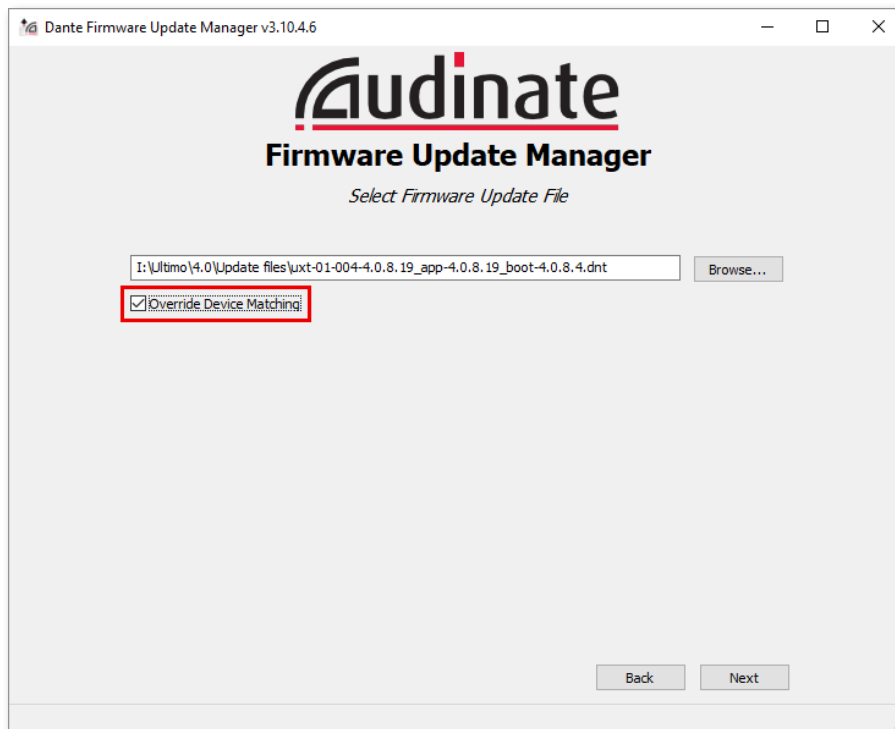 Dante Firmware Update Manager v3.10.4.6
Audinate
Firmware Update Manager
Select Firmware Update File
I:\Ultimo\4.0\Update files\uxt-01-004-4.0.8.19_app-4.0.8.19_boot-4.0.8.4.dnt
Browse...
Override Device Matching
Back Next